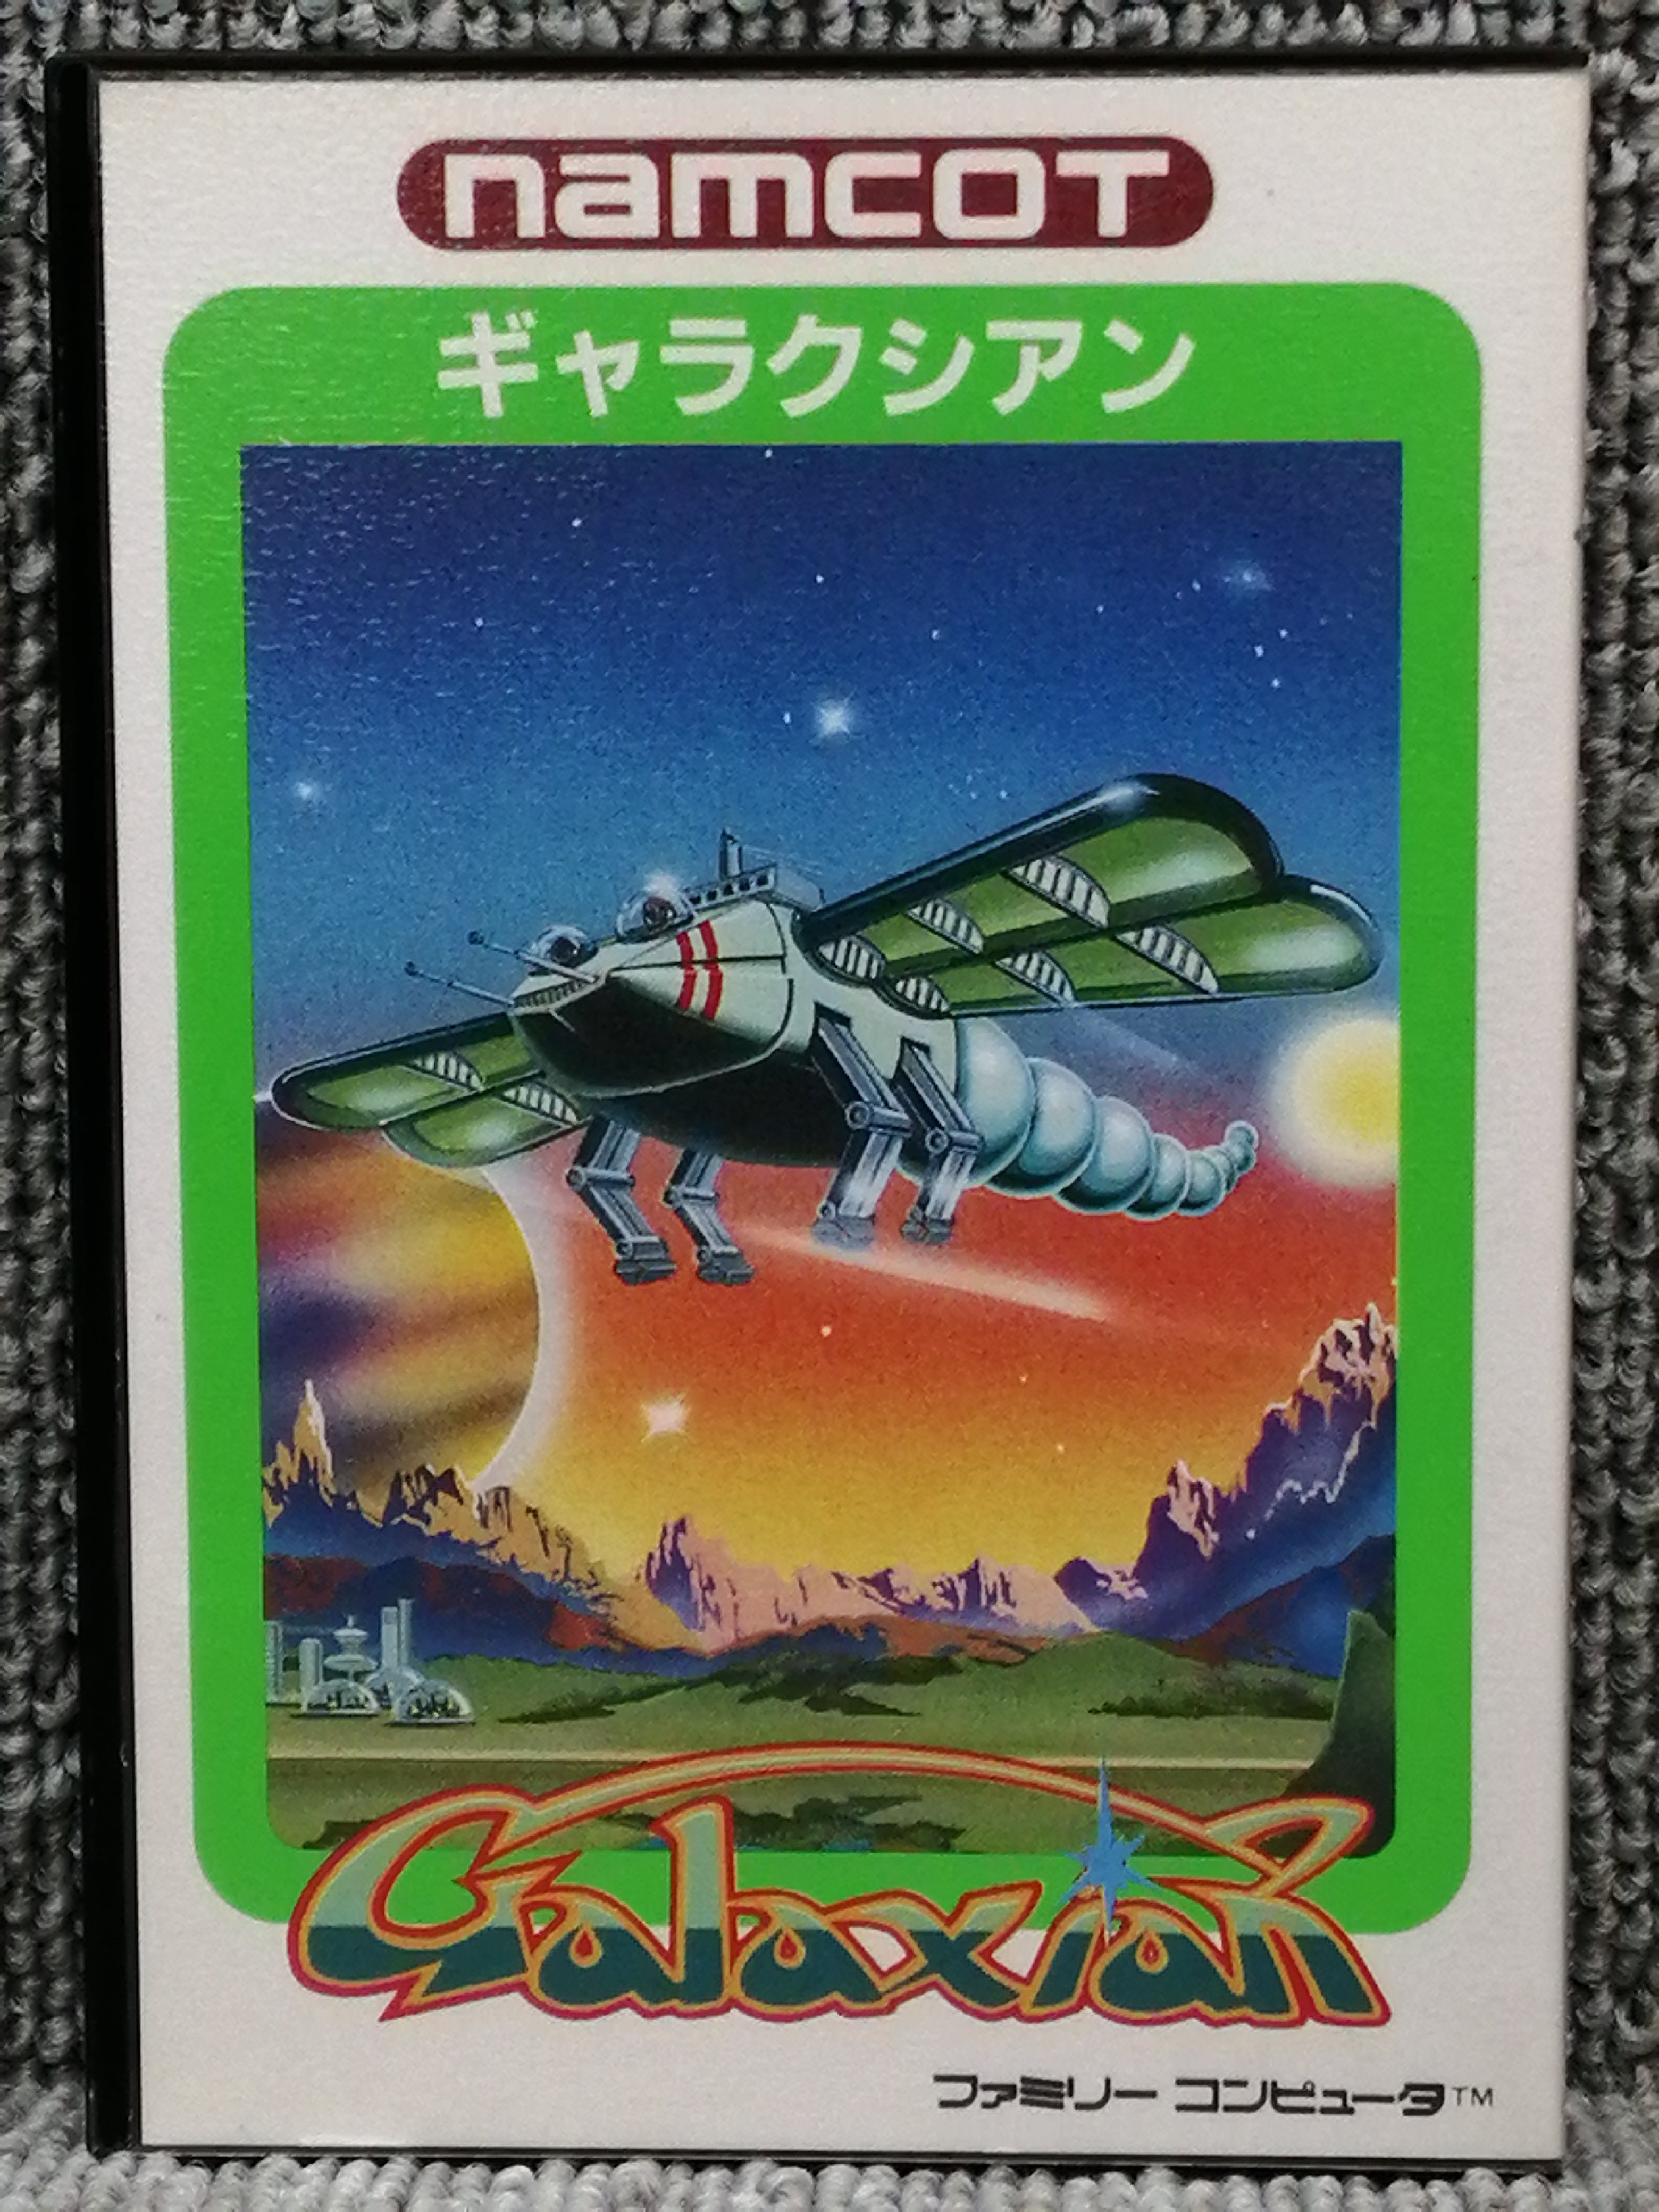 namcoT
ギャラクシアン
Galaxian
ファミリー コンピュータ™